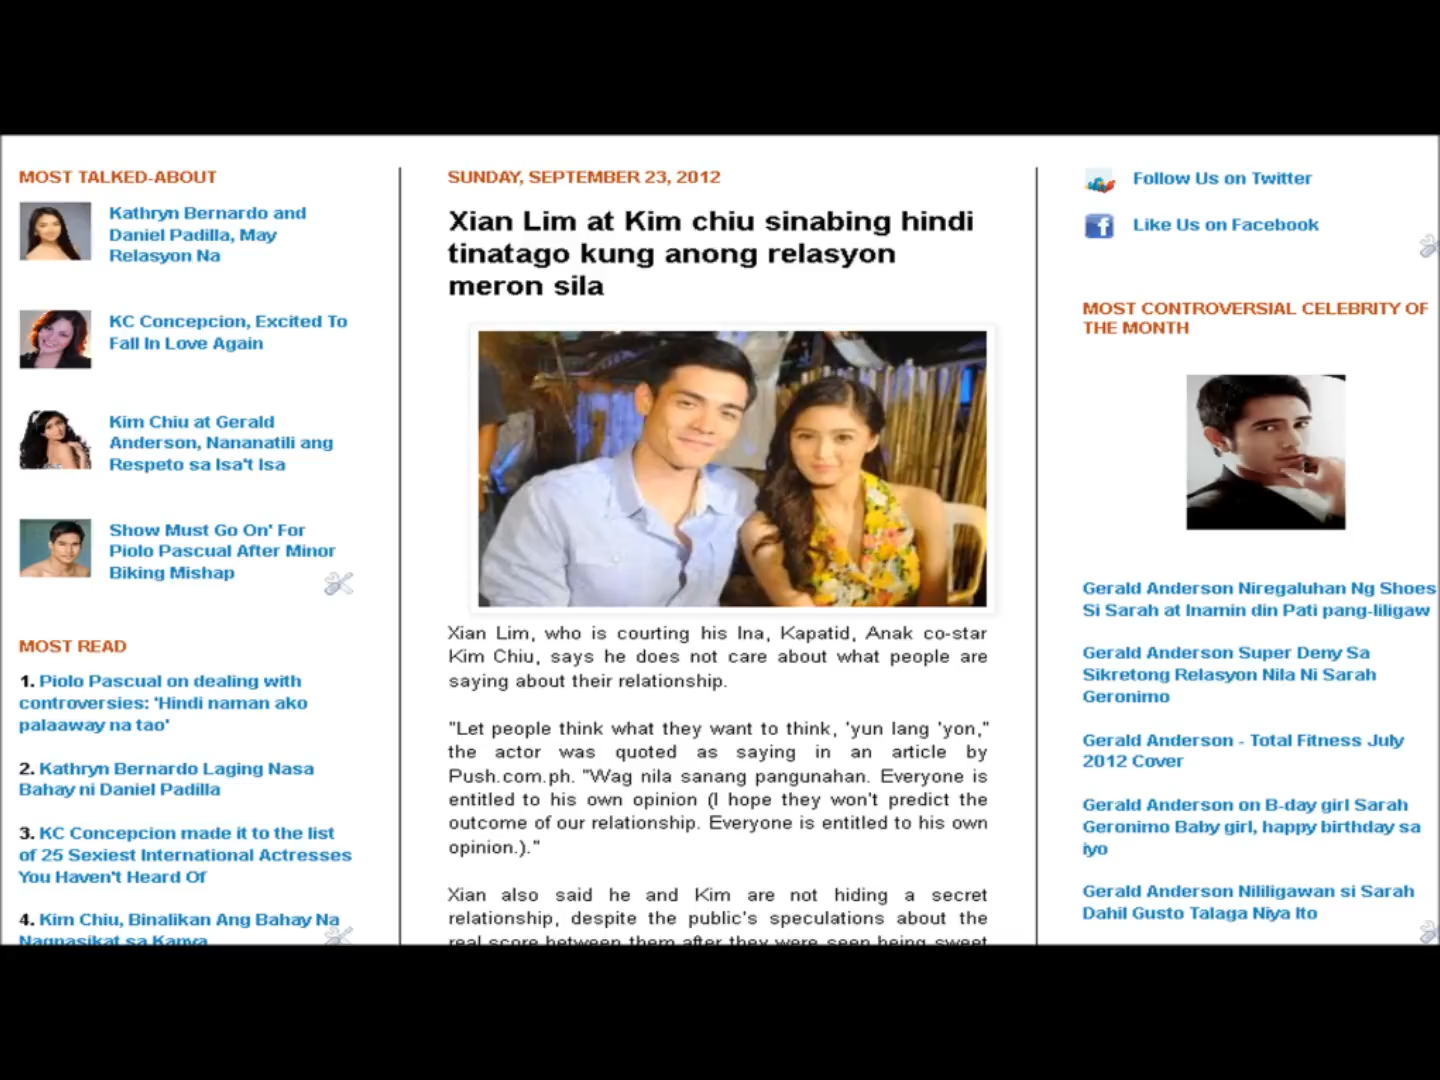 MOST TALKED-ABOUT
Kathryn Bernardo and
Daniel Padilla, May
Relasyon Na
KC Concepcion, Excited To
Fall In Love Again
Kim Chiu at Gerald
Anderson, Nananatili ang
Respeto sa Isa't Isa
Show Must Go On' For
Piolo Pascual After Minor
Biking Mishap
MOST READ
1. Piolo Pascual on dealing with
controversies: 'Hindi naman ako
palaaway na tao'
2. Kathryn Bernardo Laging Nasa
Bahay ni Daniel Padilla
3. KC Concepcion made it to the list
of 25 Sexiest International Actresses
You Haven't Heard Of
4. Kim Chiu, Binalikan Ang Bahay Na
Nagpasikat sa Kanya
SUNDAY, SEPTEMBER 23, 2012
Xian Lim at Kim chiu sinabing hindi
tinatago kung anong relasyon
meron sila
Xian Lim, who is courting his Ina, Kapatid, Anak co-star
Kim Chiu, says he does not care about what people are
saying about their relationship.
"Let people think what they want to think, 'yun lang 'yon,"
the actor was quoted as saying in an article by
Push.com.ph. "Wag nila sanang pangunahan. Everyone is
entitled to his own opinion (I hope they won't predict the
outcome of our relationship. Everyone is entitled to his own
opinion.)."
Xian also said he and Kim are not hiding a secret
relationship, despite the public's speculations about the
real score between them after they were seen being sweet
Follow Us on Twitter
Like Us on Facebook
MOST CONTROVERSIAL CELEBRITY OF
THE MONTH
Gerald Anderson Niregaluhan Ng Shoes
Si Sarah at Inamin din Pati pang-liligaw
Gerald Anderson Super Deny Sa
Sikretong Relasyon Nila Ni Sarah
Geronimo
Gerald Anderson - Total Fitness July
2012 Cover
Gerald Anderson on B-day girl Sarah
Geronimo Baby girl, happy birthday sa
iyo
Gerald Anderson Nililigawan si Sarah
Dahil Gusto Talaga Niya Ito